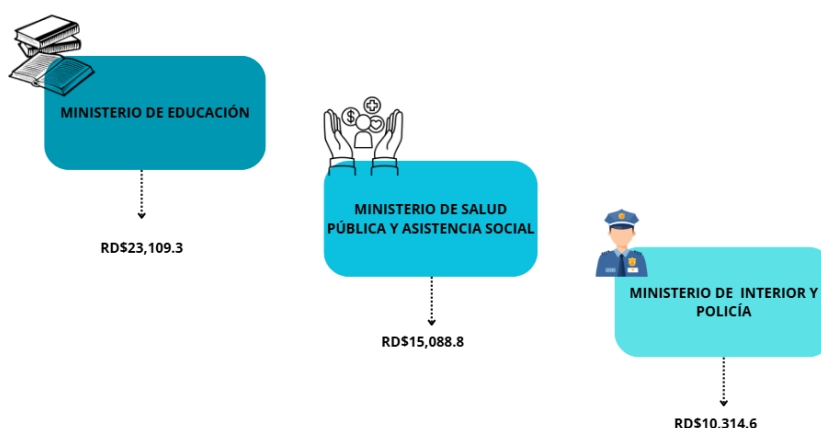 MINISTERIO DE EDUCACIÓN
RD$23,109.3
$
MINISTERIO DE SALUD
PÚBLICA Y ASISTENCIA SOCIAL
RD$15,088.8
MINISTERIO DE INTERIOR Y
POLICÍA
RD$10,314.6